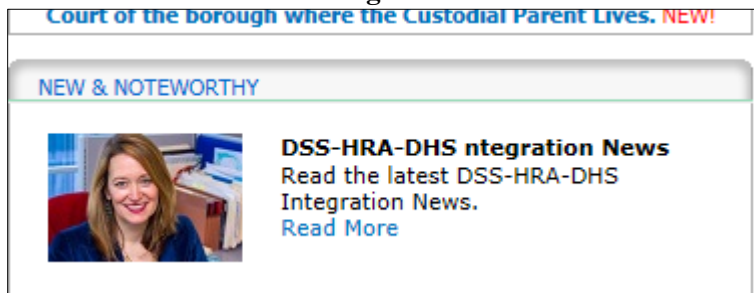 Court of the borough where the Custodial Parent Lives. NEW!
NEW & NOTEWORTHY
DSS-HRA-DHS ntegration News
Read the latest DSS-HRA-DHS
Integration News.
Read More